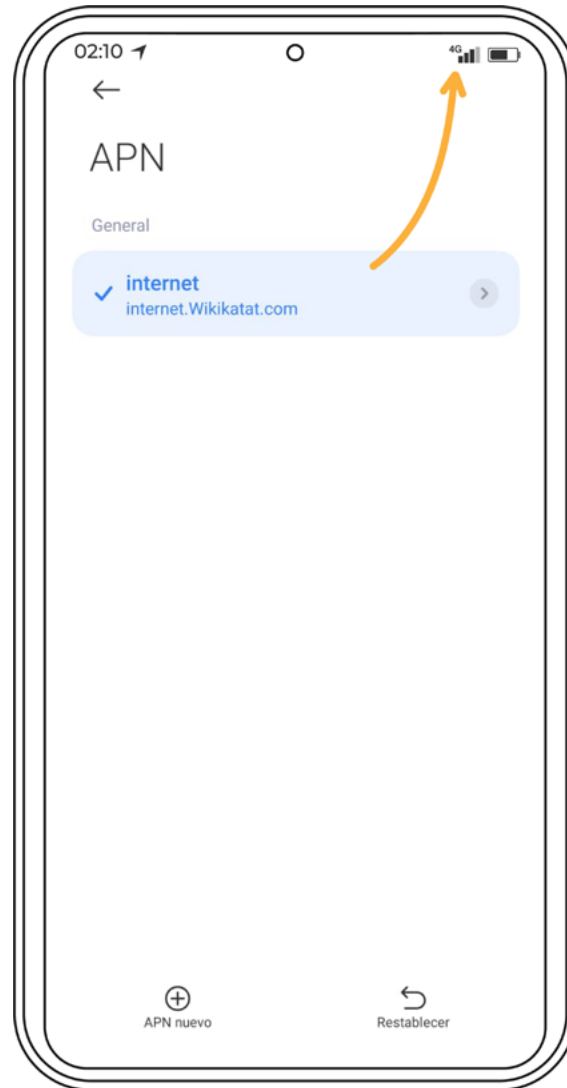 02:10
4G
APN
General
internet
internet.Wikikatat.com
APN nuevo
Restablecer